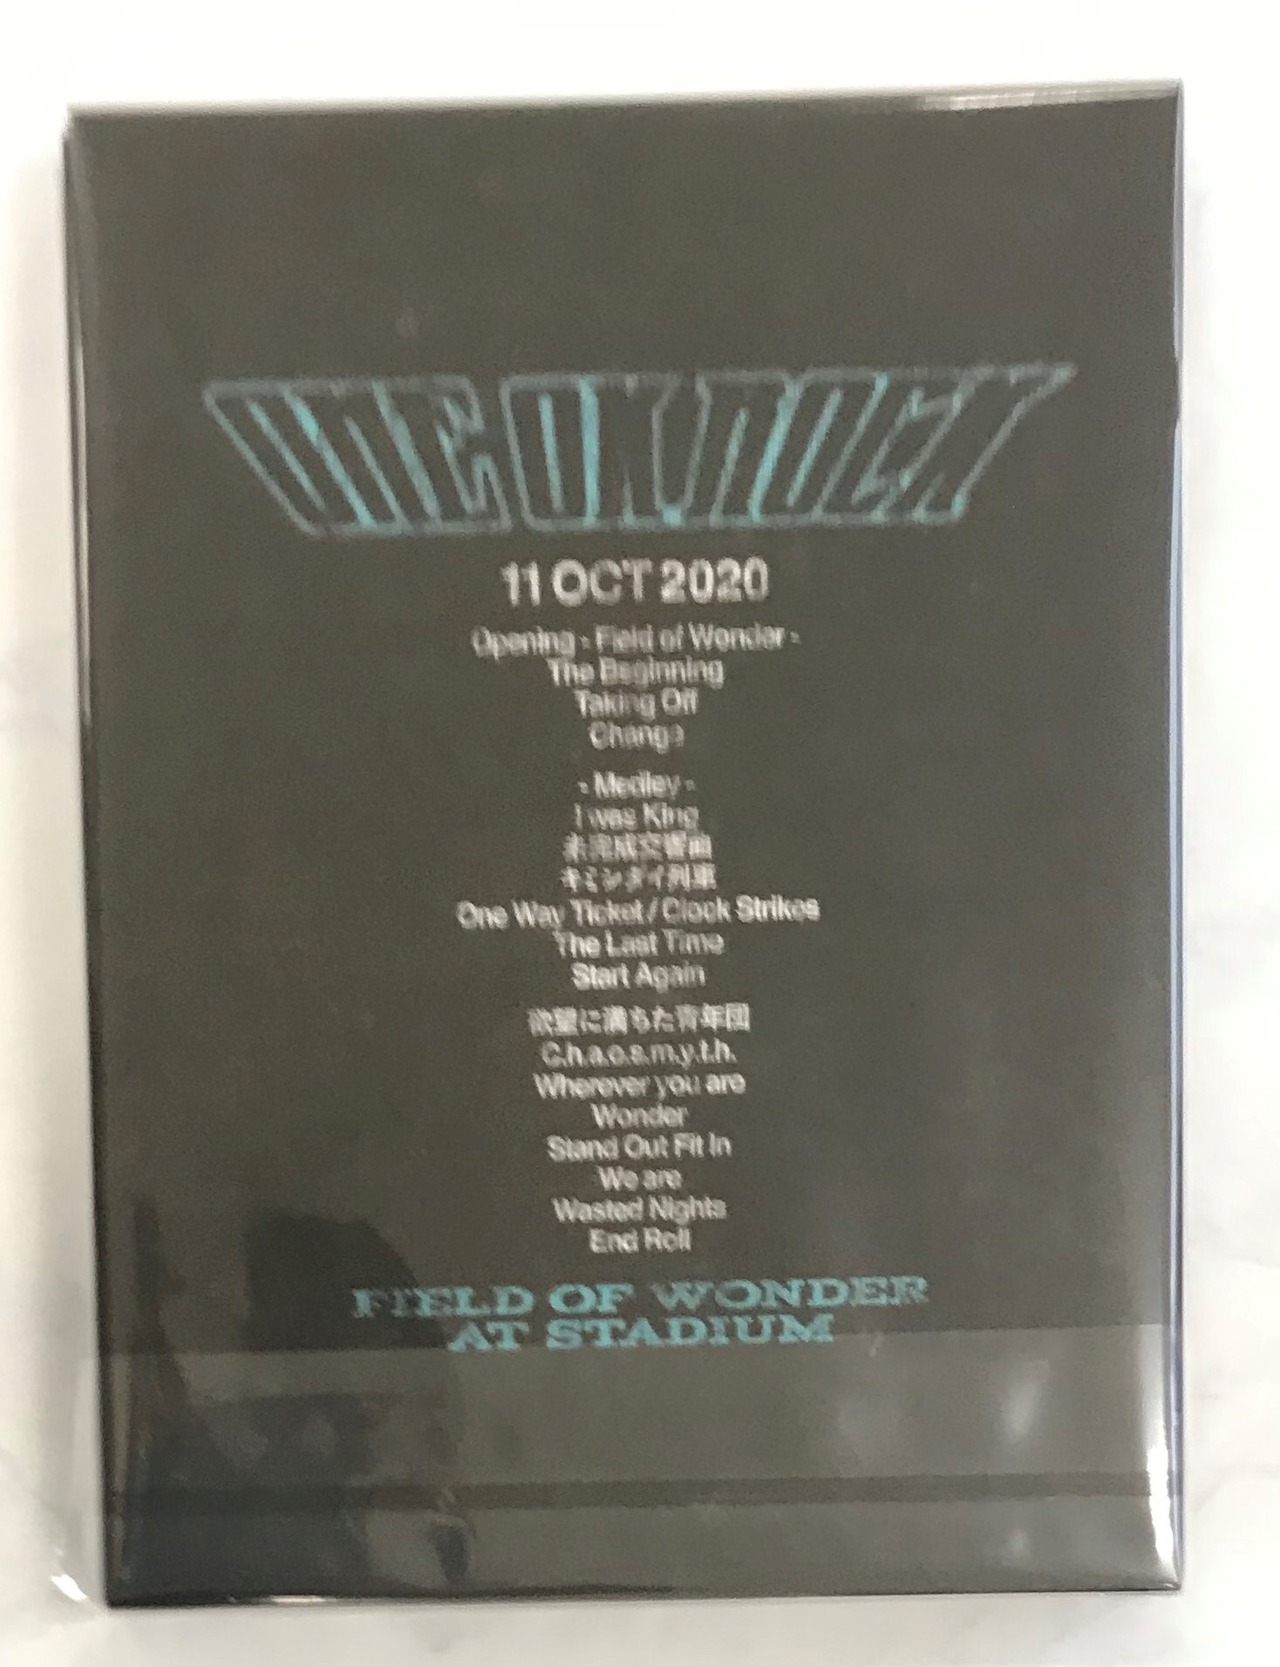 ONE OK ROCK
11 OCT 2020
Opening - Field of Wonder -
The Beginning
Taking Off
Change
- Medley -
I was King
未完成交響曲
キミシダイ列車
One Way Ticket / Clock Strikes
The Last Time
Start Again
欲望に満ちた青年団
C.h.a.o.s.m.y.t.h.
Wherever you are
Wonder
Stand Out Fit In
We are
Wasted Nights
End Roll
FIELD OF WONDER
AT STADIUM